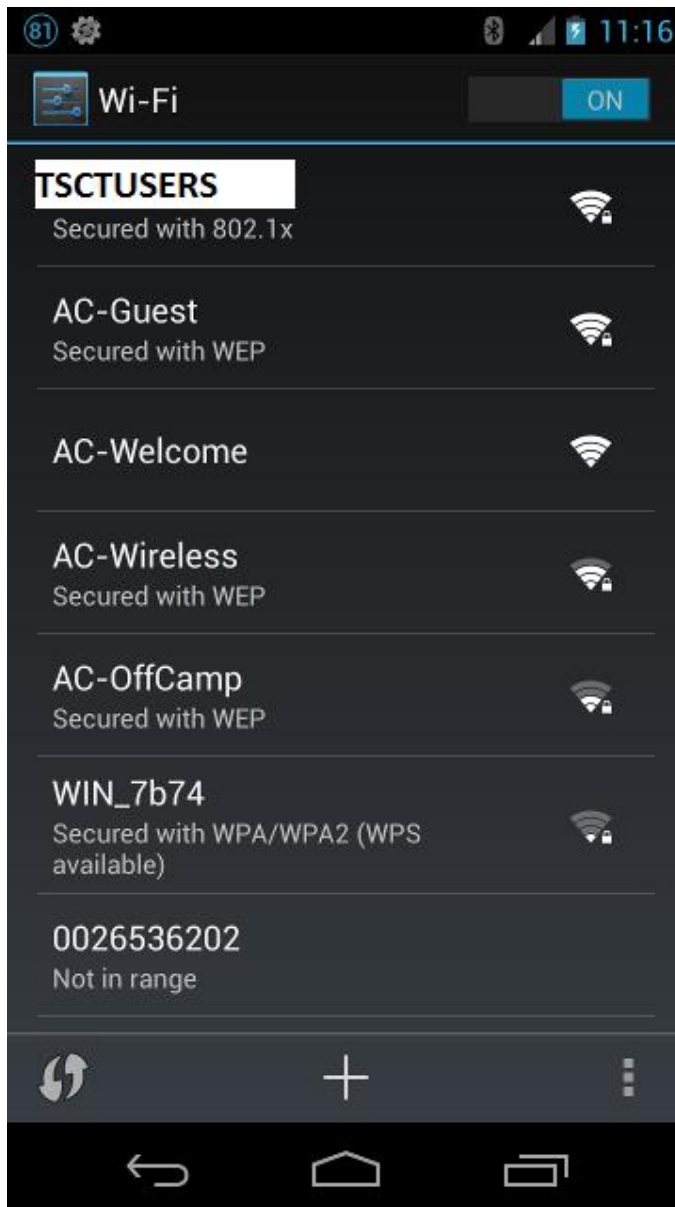 81 11:16
Wi-Fi ON
TSCTUSERS
Secured with 802.1x
AC-Guest
Secured with WEP
AC-Welcome
AC-Wireless
Secured with WEP
AC-OffCamp
Secured with WEP
WIN_7b74
Secured with WPA/WPA2 (WPS
available)
0026536202
Not in range